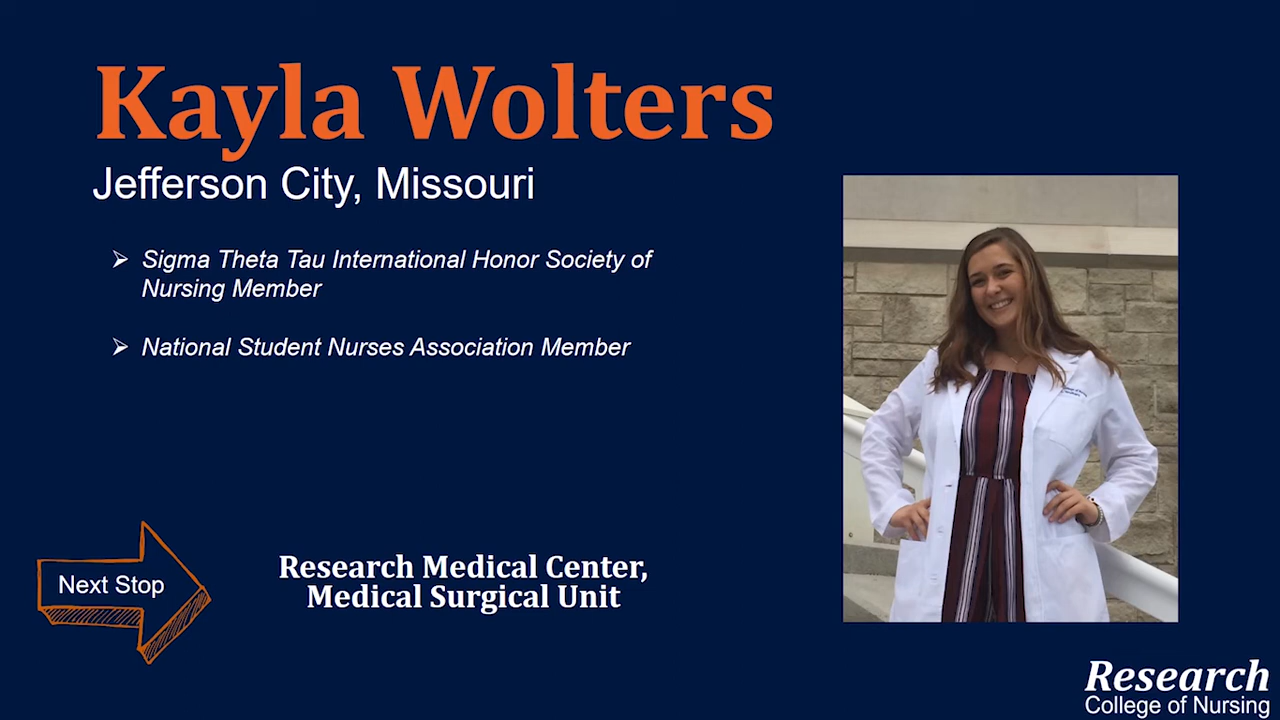 Kayla Wolters
Jefferson City, Missouri
Sigma Theta Tau International Honor Society of
Nursing Member
National Student Nurses Association Member
Next Stop
Research Medical Center,
Medical Surgical Unit
Research
College of Nursing